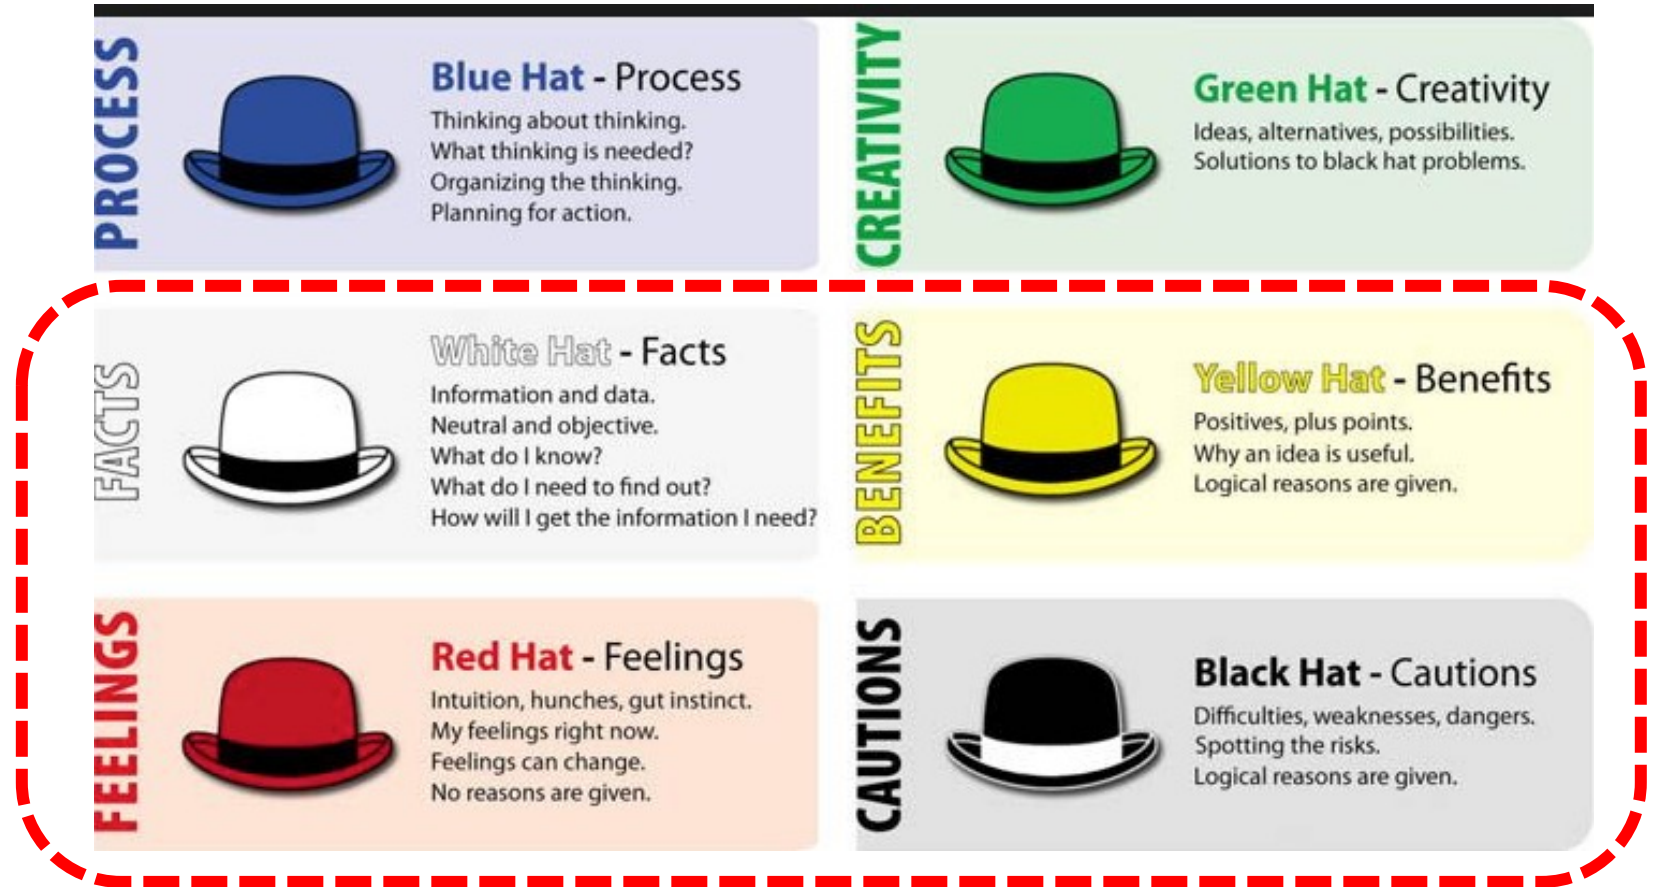 PROCESS
Blue Hat - Process
Thinking about thinking.
What thinking is needed?
Organizing the thinking.
Planning for action.
CREATIVITY
Green Hat - Creativity
Ideas, alternatives, possibilities.
Solutions to black hat problems.
FACTS
White Hat - Facts
Information and data.
Neutral and objective.
What do I know?
What do I need to find out?
How will I get the information I need?
BENEFITS
Yellow Hat - Benefits
Positives, plus points.
Why an idea is useful.
Logical reasons are given.
FEELINGS
Red Hat - Feelings
Intuition, hunches, gut instinct.
My feelings right now.
Feelings can change.
No reasons are given.
CAUTIONS
Black Hat - Cautions
Difficulties, weaknesses, dangers.
Spotting the risks.
Logical reasons are given.